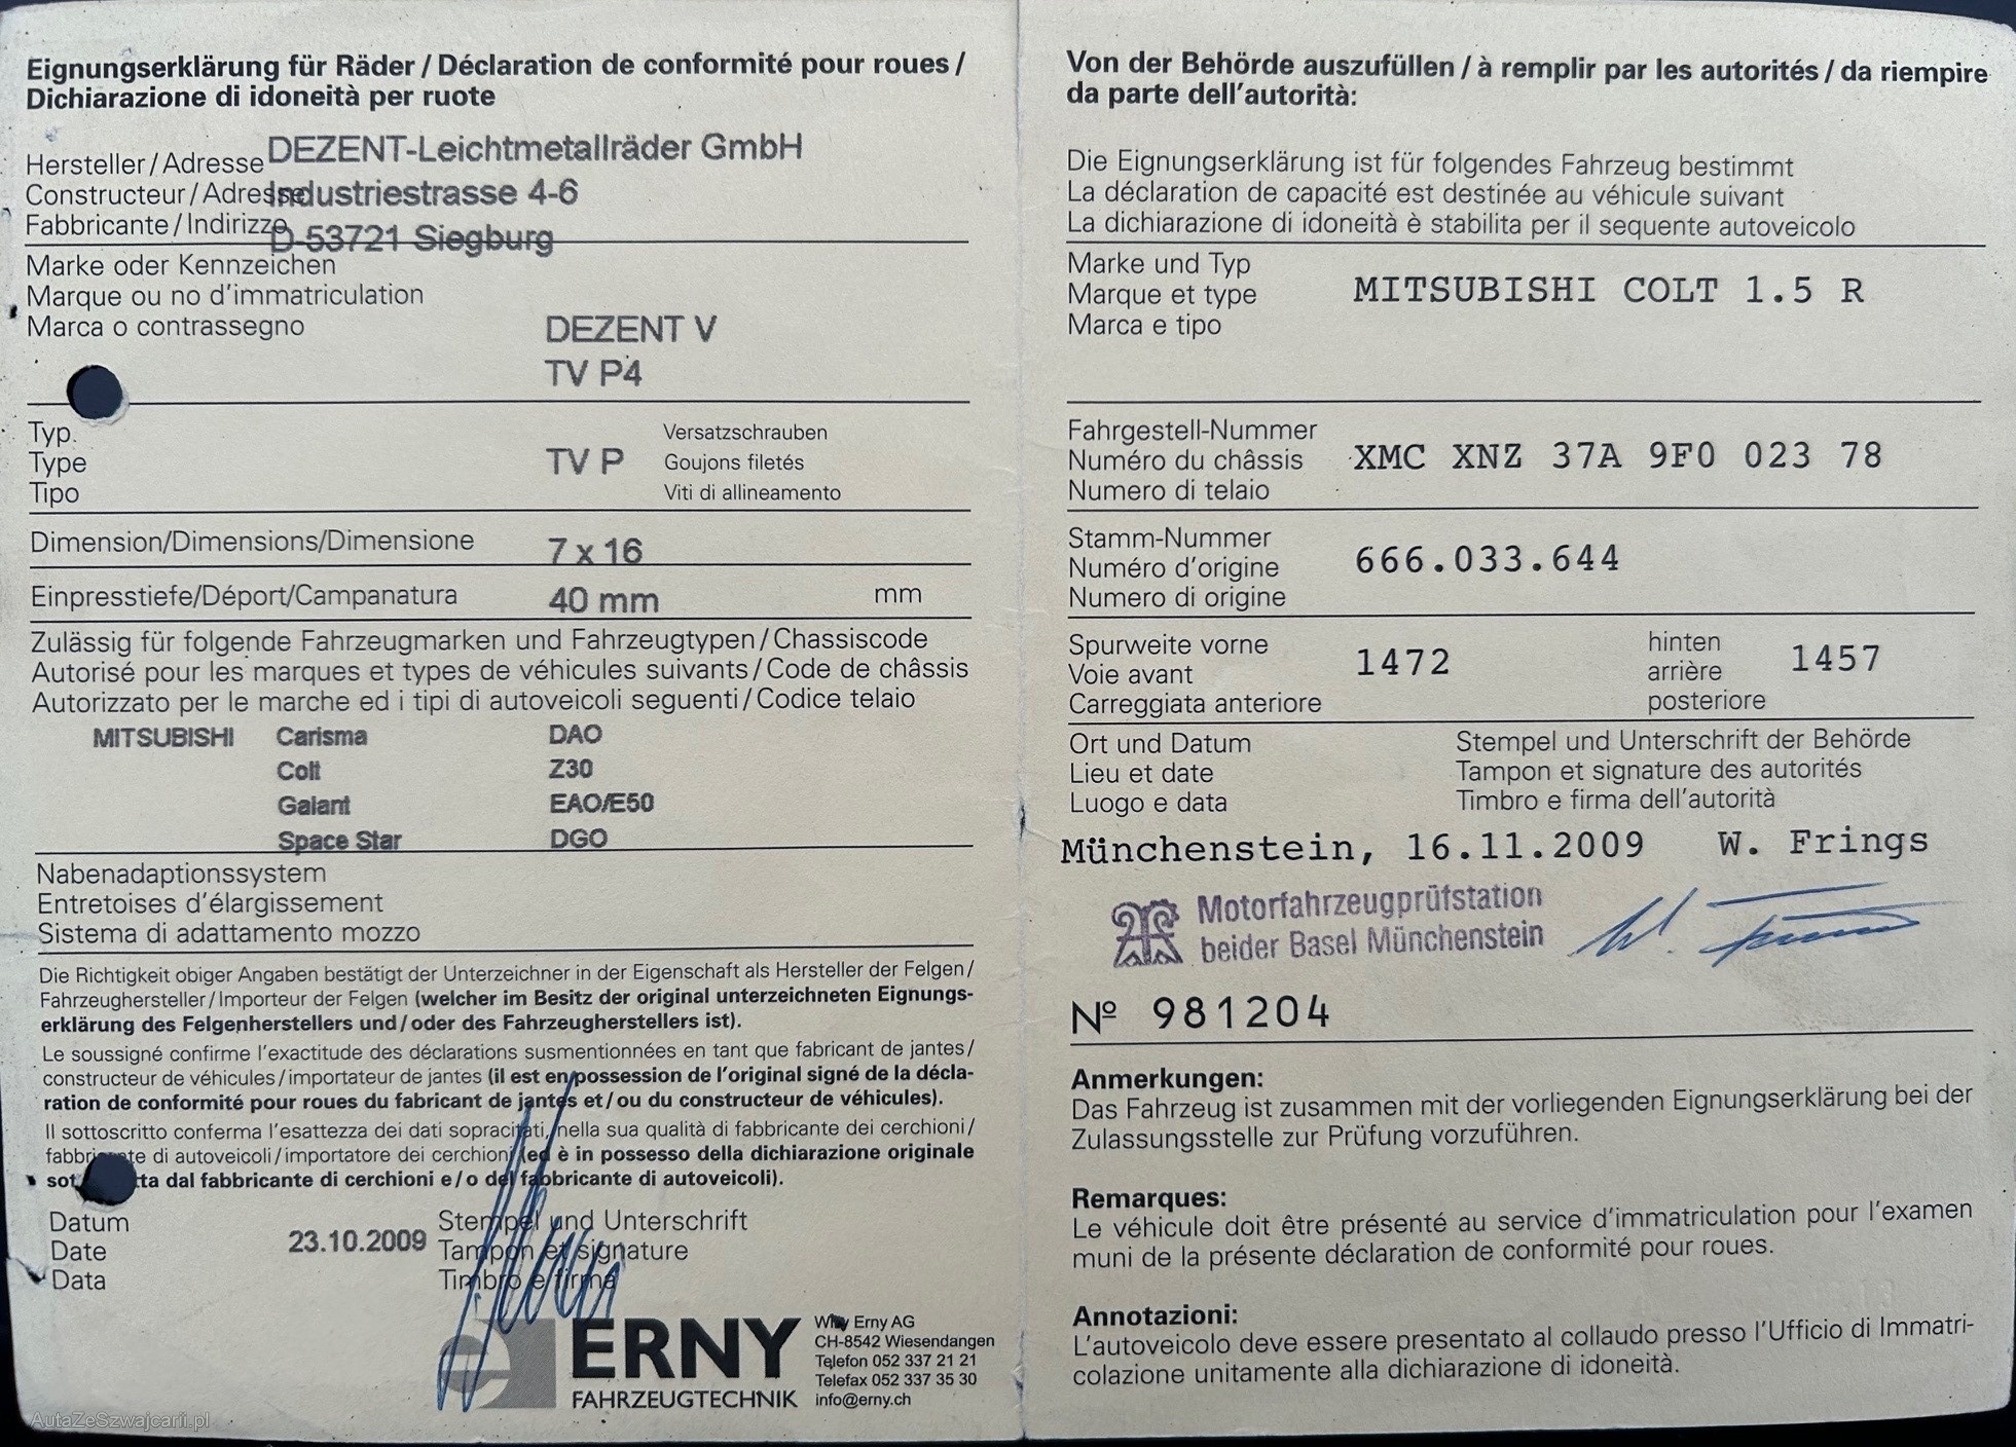 Eignungserklärung für Räder / Déclaration de conformité pour roues /
Dichiarazione di idoneità per ruote
Hersteller / Adresse DEZENT-Leichtmetallräder GmbH
Constructeur / Adresse Industriestrasse 4-6
Fabbricante / Indirizzo D-53721 Siegburg
Marke oder Kennzeichen
Marque ou no d'immatriculation
Marca o contrassegno
DEZENT V
TV P4
Typ. Versatzschrauben
Type TV P Goujons filetés
Tipo Viti di allineamento
Dimension/Dimensions/Dimensione 7 x 16
Einpresstiefe/Déport/Campanatura 40 mm mm
Zulässig für folgende Fahrzeugmarken und Fahrzeugtypen / Chassiscode
Autorisé pour les marques et types de véhicules suivants / Code de châssis
Autorizzato per le marche ed i tipi di autoveicoli seguenti / Codice telaio
MITSUBISHI Carisma DAO
Colt Z30
Galant EAO/E50
Space Star DGO
Nabenadaptionssystem
Entretoises d'élargissement
Sistema di adattamento mozzo
Die Richtigkeit obiger Angaben bestätigt der Unterzeichner in der Eigenschaft als Hersteller der Felgen /
Fahrzeughersteller / Importeur der Felgen (welcher im Besitz der original unterzeichneten Eignungs-
erklärung des Felgenherstellers und / oder des Fahrzeugherstellers ist).
Le soussigné confirme l'exactitude des déclarations susmentionnées en tant que fabricant de jantes /
constructeur de véhicules / importateur de jantes (il est en possession de l'original signé de la décla-
ration de conformité pour roues du fabricant de jantes et / ou du constructeur de véhicules).
Il sottoscritto conferma l'esattezza dei dati sopracitati, nella sua qualità di fabbricante dei cerchioni /
di autoveicoli / importatore dei cerchioni (ed è in possesso della dichiarazione originale
dal fabbricante di cerchioni e / o del fabbricante di autoveicoli).
Datum Stempel und Unterschrift
Date 23.10.2009 Tampon et signature
Data Timbro e firma
ERNY
FAHRZEUGTECHNIK
Erny AG
CH-8542 Wiesendangen
Telefon 052 337 21 21
Telefax 052 337 35 30
info@erny.ch
AutaZeSzwajcarii.pl
Von der Behörde auszufüllen / à remplir par les autorités / da riempire
da parte dell'autorità:
Die Eignungserklärung ist für folgendes Fahrzeug bestimmt
La déclaration de capacité est destinée au véhicule suivant
La dichiarazione di idoneità è stabilita per il sequente autoveicolo
Marke und Typ
Marque et type MITSUBISHI COLT 1.5 R
Marca e tipo
Fahrgestell-Nummer
Numéro du châssis XMC XNZ 37A 9F0 023 78
Numero di telaio
Stamm-Nummer
Numéro d'origine 666.033.644
Numero di origine
Spurweite vorne hinten
Voie avant 1472 arrière 1457
Carreggiata anteriore posteriore
Ort und Datum Stempel und Unterschrift der Behörde
Lieu et date Tampon et signature des autorités
Luogo e data Timbro e firma dell'autorità
Münchenstein, 16.11.2009 W. Frings
Motorfahrzeugprüfstation
beider Basel Münchenstein
Nº 981204
Anmerkungen:
Das Fahrzeug ist zusammen mit der vorliegenden Eignungserklärung bei der
Zulassungsstelle zur Prüfung vorzuführen.
Remarques:
Le véhicule doit être présenté au service d'immatriculation pour l'examen
muni de la présente déclaration de conformité pour roues.
Annotazioni:
L'autoveicolo deve essere presentato al collaudo presso l'Ufficio di Immatri-
colazione unitamente alla dichiarazione di idoneità.